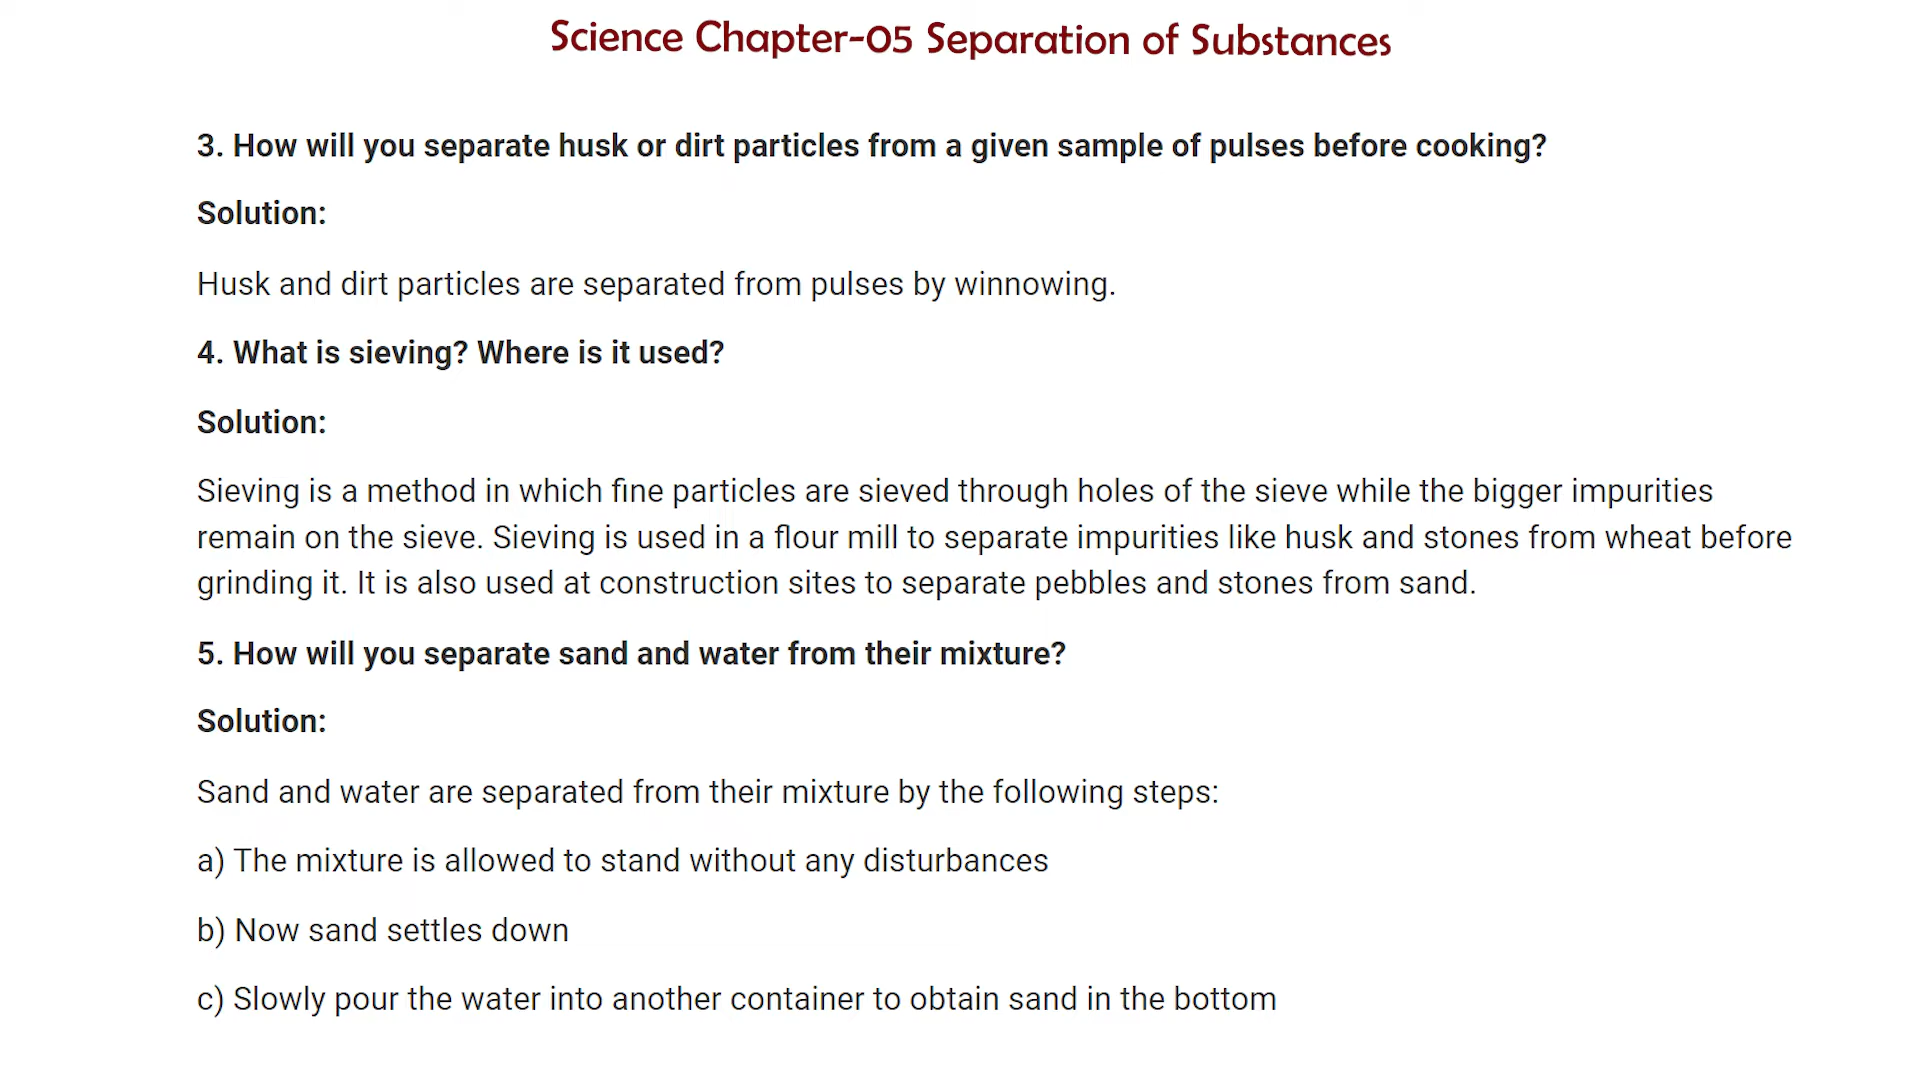 Science Chapter-05 Separation of Substances
3. How will you separate husk or dirt particles from a given sample of pulses before cooking?
Solution:
Husk and dirt particles are separated from pulses by winnowing.
4. What is sieving? Where is it used?
Solution:
Sieving is a method in which fine particles are sieved through holes of the sieve while the bigger impurities
remain on the sieve. Sieving is used in a flour mill to separate impurities like husk and stones from wheat before
grinding it. It is also used at construction sites to separate pebbles and stones from sand.
5. How will you separate sand and water from their mixture?
Solution:
Sand and water are separated from their mixture by the following steps:
a) The mixture is allowed to stand without any disturbances
b) Now sand settles down
c) Slowly pour the water into another container to obtain sand in the bottom